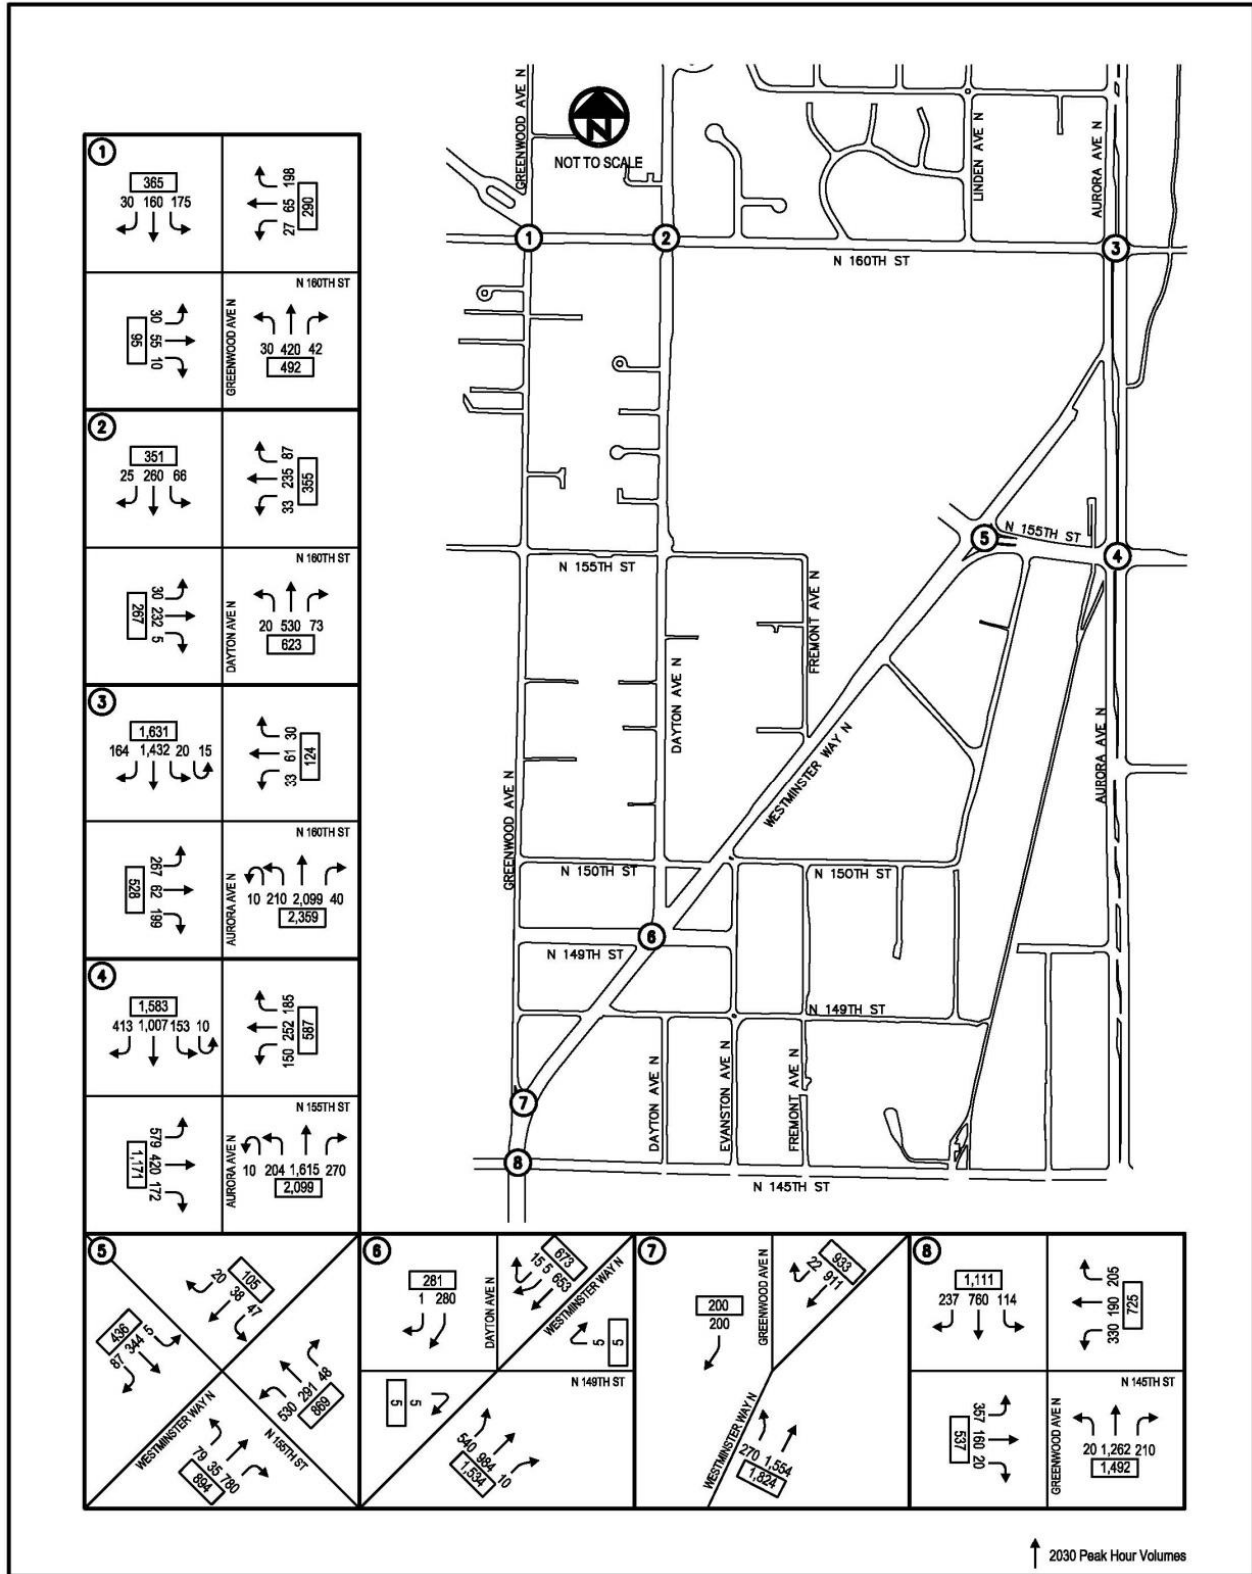 1
365
30 160 175
198
65
27
290
N 160TH ST
30
55
10
95
GREENWOOD AVE N
30 420 42
492
2
351
25 260 66
87
235
33
355
N 160TH ST
30
232
5
267
DAYTON AVE N
20 530 73
623
3
1,631
164 1,432 20 15
30
61
33
124
N 160TH ST
267
62
199
528
AURORA AVE N
10 210 2,099 40
2,359
4
1,583
413 1,007 153 10
185
252
150
587
N 155TH ST
579
420
172
1,171
AURORA AVE N
10 204 1,615 270
2,099
5
105
20 38 47
436
87 344 5
530 291 48
869
WESTMINSTER WAY N
79 35 780
894
N 155TH ST
6
281
1 280
DAYTON AVE N
673
15 5 653
WESTMINSTER WAY N
5
5
N 149TH ST
5
5
540 984 10
1,534
7
200
200
GREENWOOD AVE N
933
22 911
WESTMINSTER WAY N
270 1,554
1,824
8
1,111
237 760 114
205
190
330
725
N 145TH ST
357
160
20
537
GREENWOOD AVE N
20 1,262 210
1,492
GREENWOOD AVE N
N
NOT TO SCALE
LINDEN AVE N
AURORA AVE N
1
2
3
N 160TH ST
5
N 155TH ST
4
N 155TH ST
FREMONT AVE N
DAYTON AVE N
WESTMINSTER WAY N
AURORA AVE N
GREENWOOD AVE N
N 150TH ST
N 150TH ST
6
N 149TH ST
N 149TH ST
7
DAYTON AVE N
EVANSTON AVE N
FREMONT AVE N
8
N 145TH ST
2030 Peak Hour Volumes